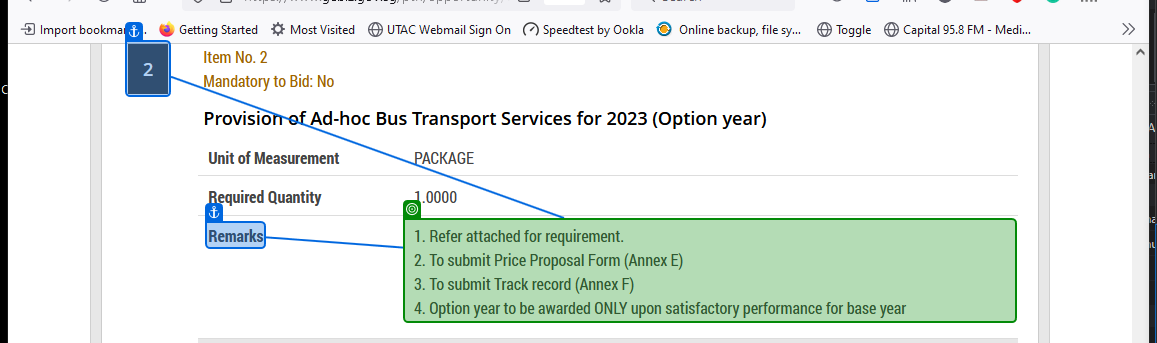 Import bookma
Getting Started
Most Visited
UTAC Webmail Sign On
Speedtest by Ookla
Online backup, file sy...
Toggle
Capital 95.8 FM - Medi...
2
Item No. 2
Mandatory to Bid: No
Provision of Ad-hoc Bus Transport Services for 2023 (Option year)
Unit of Measurement
PACKAGE
Required Quantity
1.0000
Remarks
1. Refer attached for requirement.
2. To submit Price Proposal Form (Annex E)
3. To submit Track record (Annex F)
4. Option year to be awarded ONLY upon satisfactory performance for base year